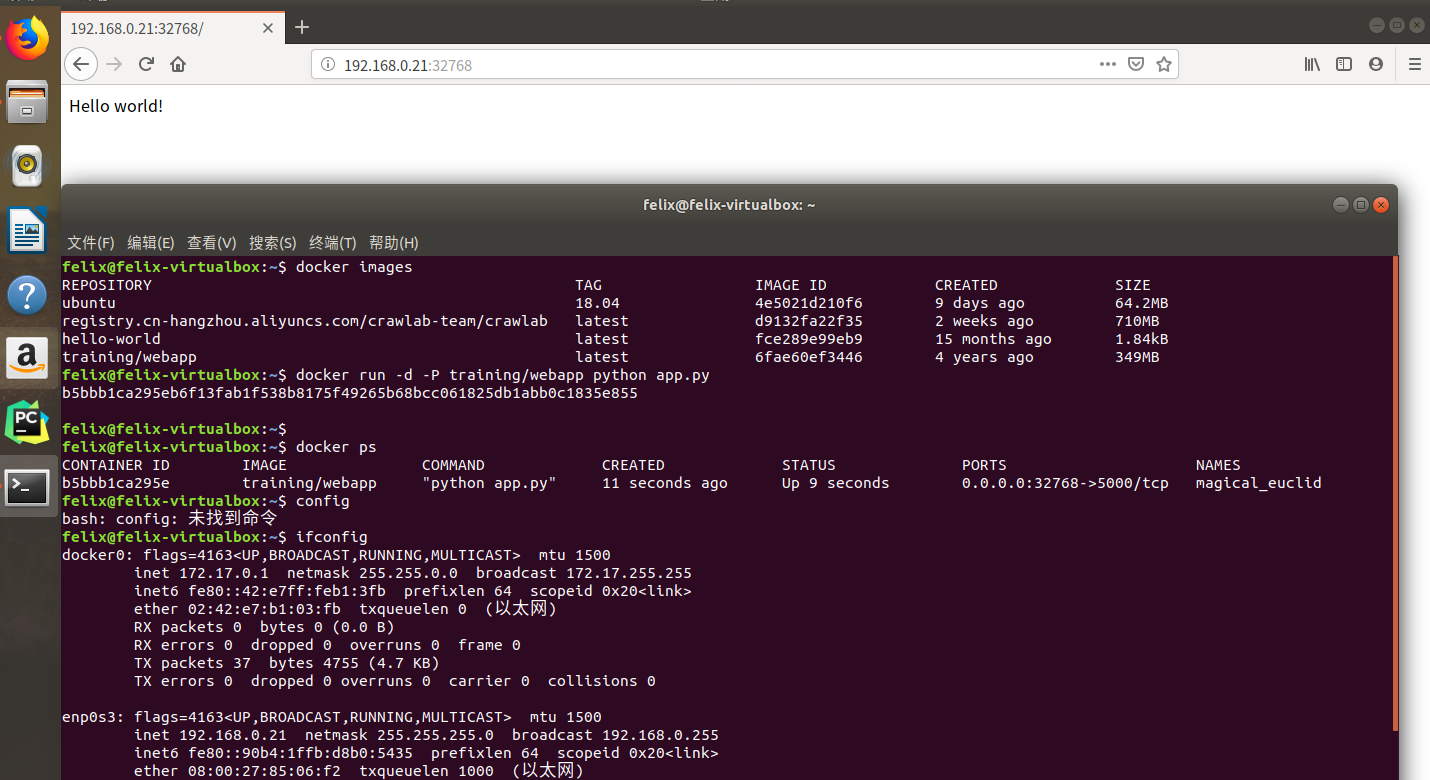 192.168.0.21:32768/
192.168.0.21:32768
Hello world!
felix@felix-virtualbox: ~
文件(F) 编辑(E) 查看(V) 搜索(S) 终端(T) 帮助(H)
felix@felix-virtualbox:~$ docker images
REPOSITORY TAG IMAGE ID CREATED SIZE
ubuntu 18.04 4e5021d210f6 9 days ago 64.2MB
registry.cn-hangzhou.aliyuncs.com/crawlab-team/crawlab latest d9132fa22f35 2 weeks ago 710MB
hello-world latest fce289e99eb9 15 months ago 1.84kB
training/webapp latest 6fae60ef3446 4 years ago 349MB
felix@felix-virtualbox:~$ docker run -d -P training/webapp python app.py
b5bbb1ca295eb6f13fab1f538b8175f49265b68bcc061825db1abb0c1835e855
felix@felix-virtualbox:~$
felix@felix-virtualbox:~$ docker ps
CONTAINER ID IMAGE COMMAND CREATED STATUS PORTS NAMES
b5bbb1ca295e training/webapp "python app.py" 11 seconds ago Up 9 seconds 0.0.0.0:32768->5000/tcp magical_euclid
felix@felix-virtualbox:~$ config
bash: config: 未找到命令
felix@felix-virtualbox:~$ ifconfig
docker0: flags=4163<UP,BROADCAST,RUNNING,MULTICAST> mtu 1500
inet 172.17.0.1 netmask 255.255.0.0 broadcast 172.17.255.255
inet6 fe80::42:e7ff:feb1:3fb prefixlen 64 scopeid 0x20<link>
ether 02:42:e7:b1:03:fb txqueuelen 0 (以太网)
RX packets 0 bytes 0 (0.0 B)
RX errors 0 dropped 0 overruns 0 frame 0
TX packets 37 bytes 4755 (4.7 KB)
TX errors 0 dropped 0 overruns 0 carrier 0 collisions 0
enp0s3: flags=4163<UP,BROADCAST,RUNNING,MULTICAST> mtu 1500
inet 192.168.0.21 netmask 255.255.255.0 broadcast 192.168.0.255
inet6 fe80::90b4:1ffb:d8b0:5435 prefixlen 64 scopeid 0x20<link>
ether 08:00:27:85:06:f2 txqueuelen 1000 (以太网)